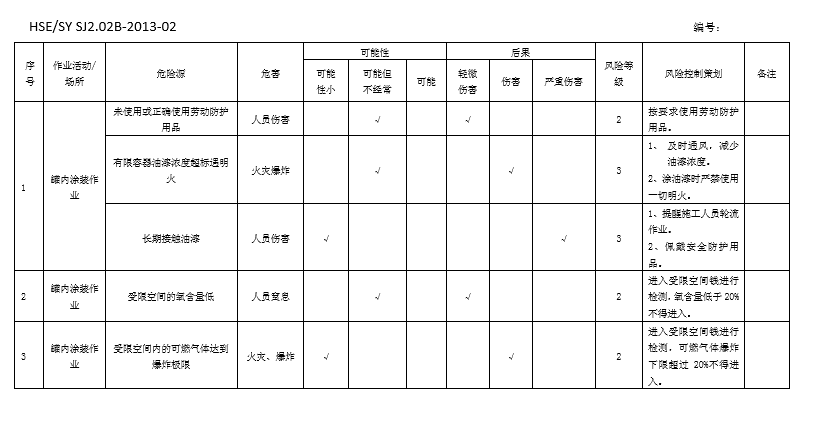 HSE/SY SJ2.02B-2013-02
编号：
序号
作业活动/
场所
危险源
危害
可能性
后果
风险等
级
风险控制策划
备注
可能
性小
可能但
不经常
可能
轻微
伤害
伤害
严重伤害
1
罐内涂装作
业
未使用或正确使用劳动防护
用品
人员伤害
√
√
2
按要求使用劳动防护
用品。
有限容器油漆浓度超标遇明
火
火灾爆炸
√
√
3
1、 及时通风，减少
油漆浓度。
2、涂油漆时严禁使用
一切明火。
长期接触油漆
人员伤害
√
√
3
1、提醒施工人员轮流
作业。
2、佩戴安全防护用
品。
2
罐内涂装作
业
受限空间的氧含量低
人员窒息
√
√
2
进入受限空间钱进行
检测，氧含量低于 20%
不得进入。
3
罐内涂装作
业
受限空间内的可燃气体达到
爆炸极限
火灾、爆炸
√
√
2
进入受限空间钱进行
检测，可燃气体爆炸
下限超过 20%不得进
入。